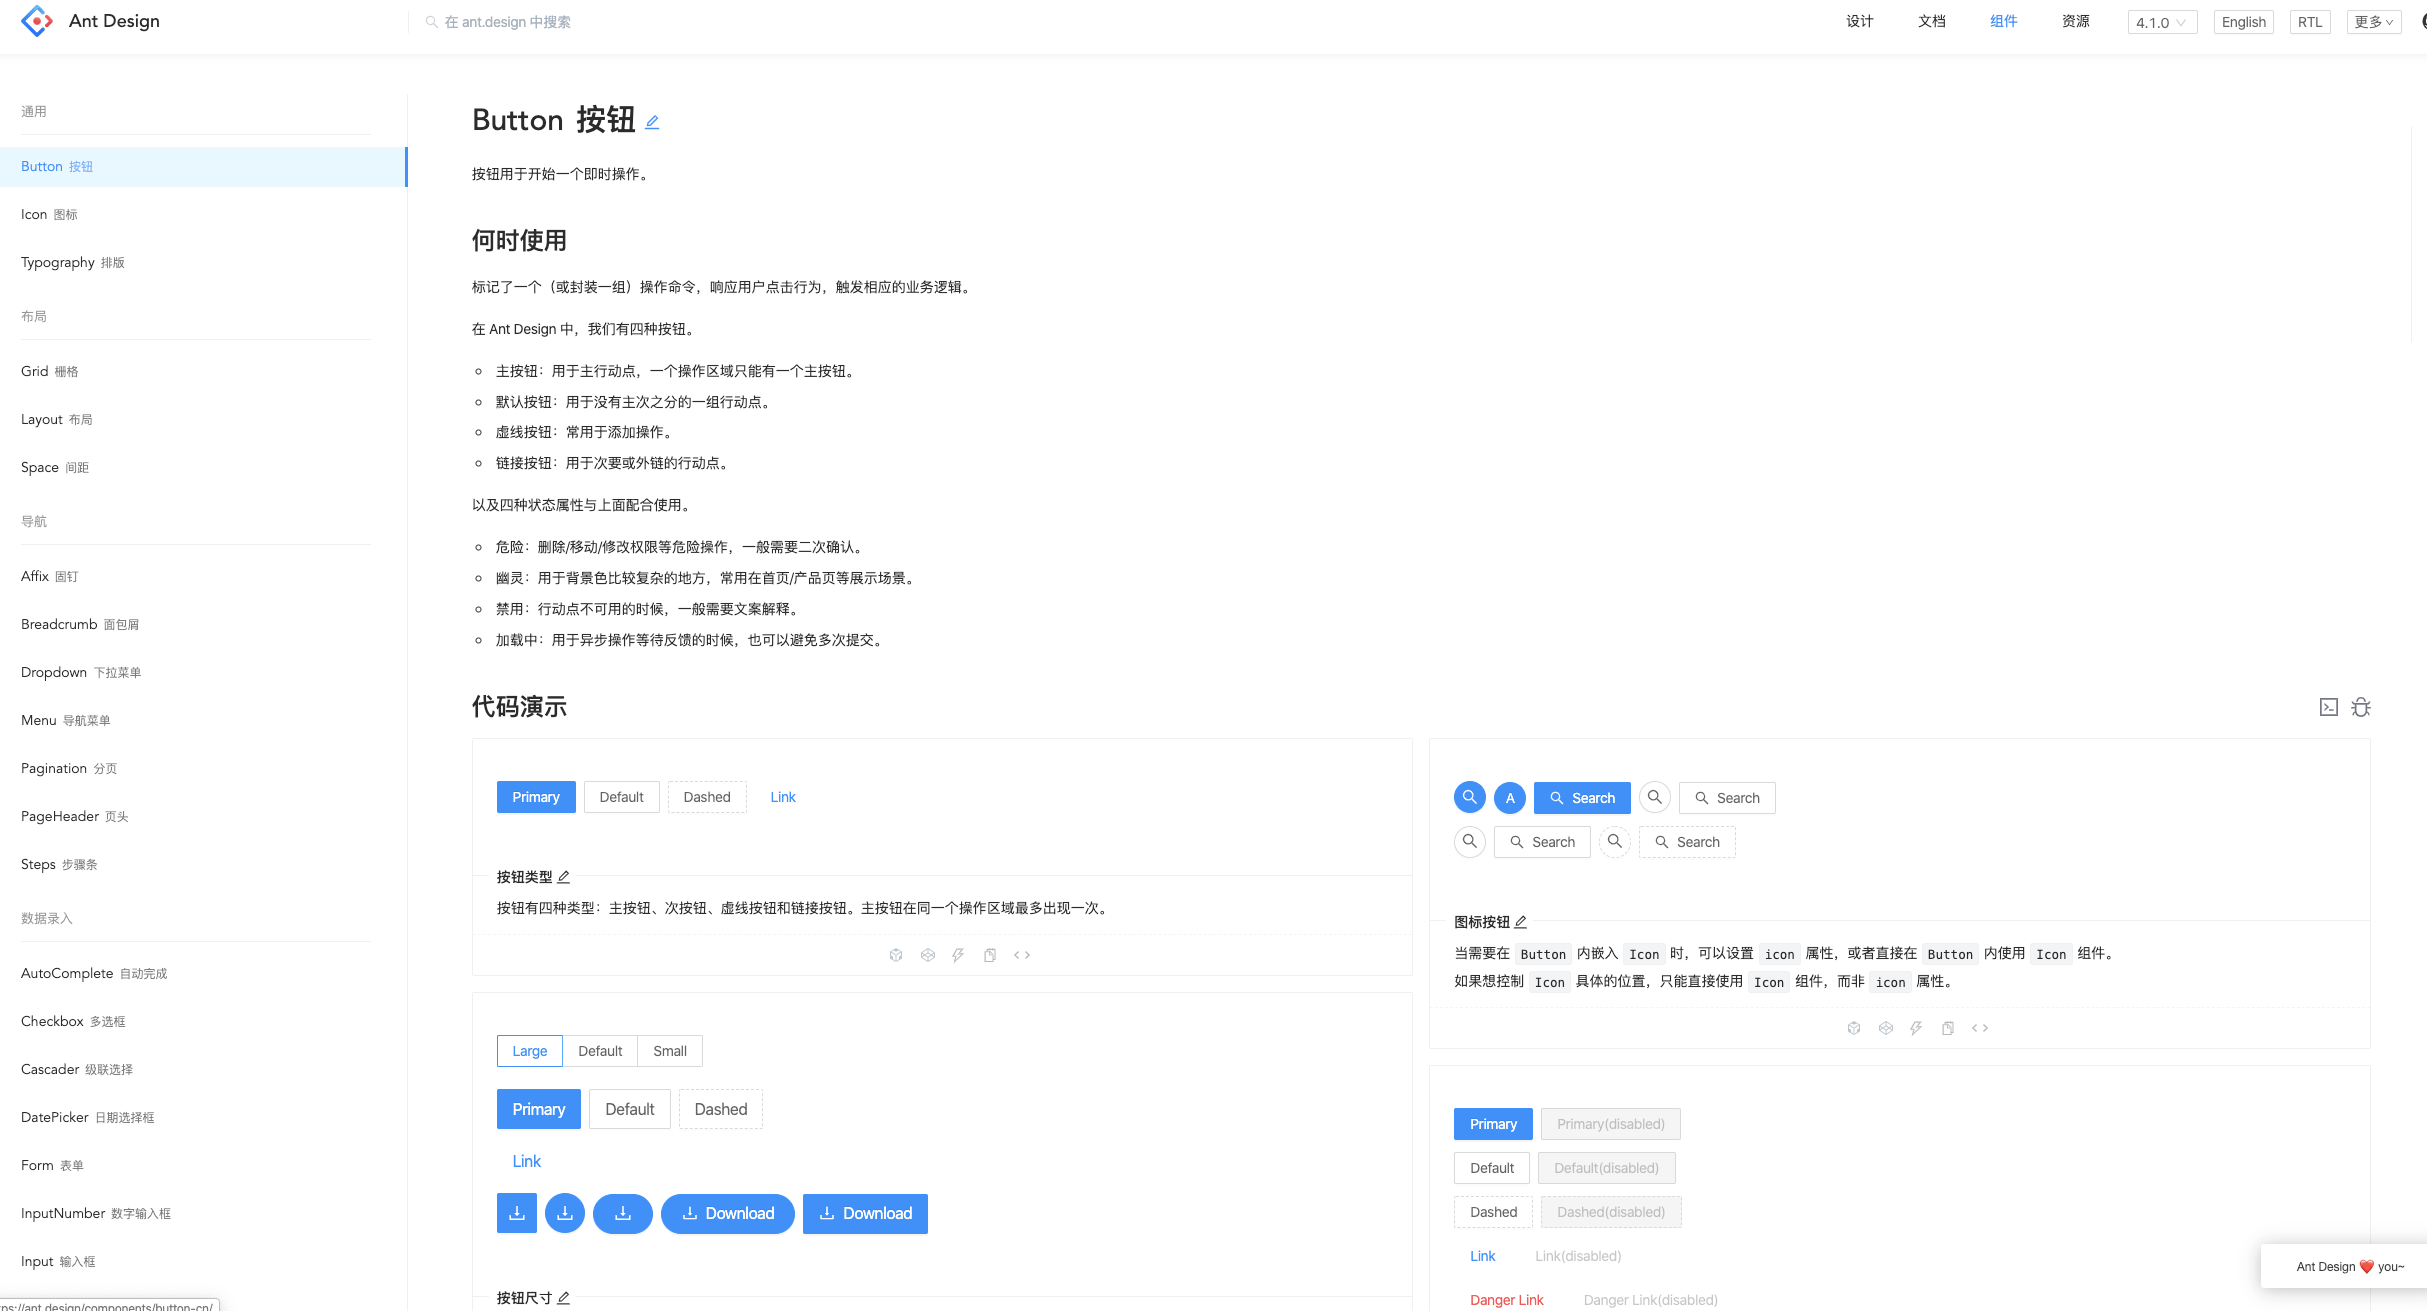 Ant Design
在 ant.design 中搜索
设计 文档 组件 资源 4.1.0 English RTL 更多
通用
Button 按钮
Icon 图标
Typography 排版
布局
Grid 栅格
Layout 布局
Space 间距
导航
Affix 固钉
Breadcrumb 面包屑
Dropdown 下拉菜单
Menu 导航菜单
Pagination 分页
PageHeader 页头
Steps 步骤条
数据录入
AutoComplete 自动完成
Checkbox 多选框
Cascader 级联选择
DatePicker 日期选择框
Form 表单
InputNumber 数字输入框
Input 输入框
Button 按钮
按钮用于开始一个即时操作。
何时使用
标记了一个（或封装一组）操作命令，响应用户点击行为，触发相应的业务逻辑。
在 Ant Design 中，我们有四种按钮。
主按钮：用于主行动点，一个操作区域只能有一个主按钮。
默认按钮：用于没有主次之分的一组行动点。
虚线按钮：常用于添加操作。
链接按钮：用于次要或外链的行动点。
以及四种状态属性与上面配合使用。
危险：删除/移动/修改权限等危险操作，一般需要二次确认。
幽灵：用于背景色比较复杂的地方，常用在首页/产品页等展示场景。
禁用：行动点不可用的时候，一般需要文案解释。
加载中：用于异步操作等待反馈的时候，也可以避免多次提交。
代码演示
Primary Default Dashed Link
按钮类型
按钮有四种类型：主按钮、次按钮、虚线按钮和链接按钮。主按钮在同一个操作区域最多出现一次。
Large Default Small
Primary Default Dashed
Link
Download Download
按钮尺寸
A Search Search
Search Search
图标按钮
当需要在 Button 内嵌入 Icon 时，可以设置 icon 属性，或者直接在 Button 内使用 Icon 组件。
如果想控制 Icon 具体的位置，只能直接使用 Icon 组件，而非 icon 属性。
Primary Primary(disabled)
Default Default(disabled)
Dashed Dashed(disabled)
Link Link(disabled)
Danger Link Danger Link(disabled)
Ant Design ❤️ you~
ps://ant.design/components/button-cn/